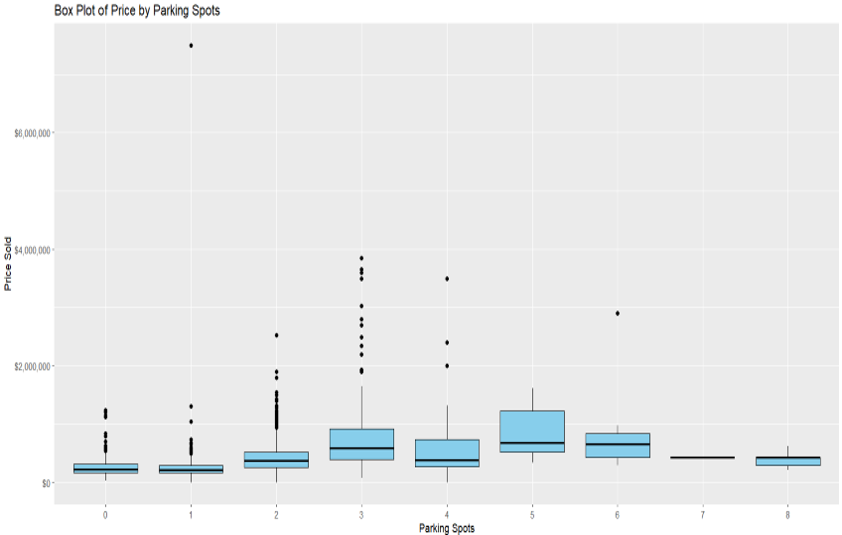 Box Plot of Price by Parking Spots
$6,000,000
$4,000,000
$2,000,000
$0
Price Sold
0 1 2 3 4 5 6 7 8
Parking Spots